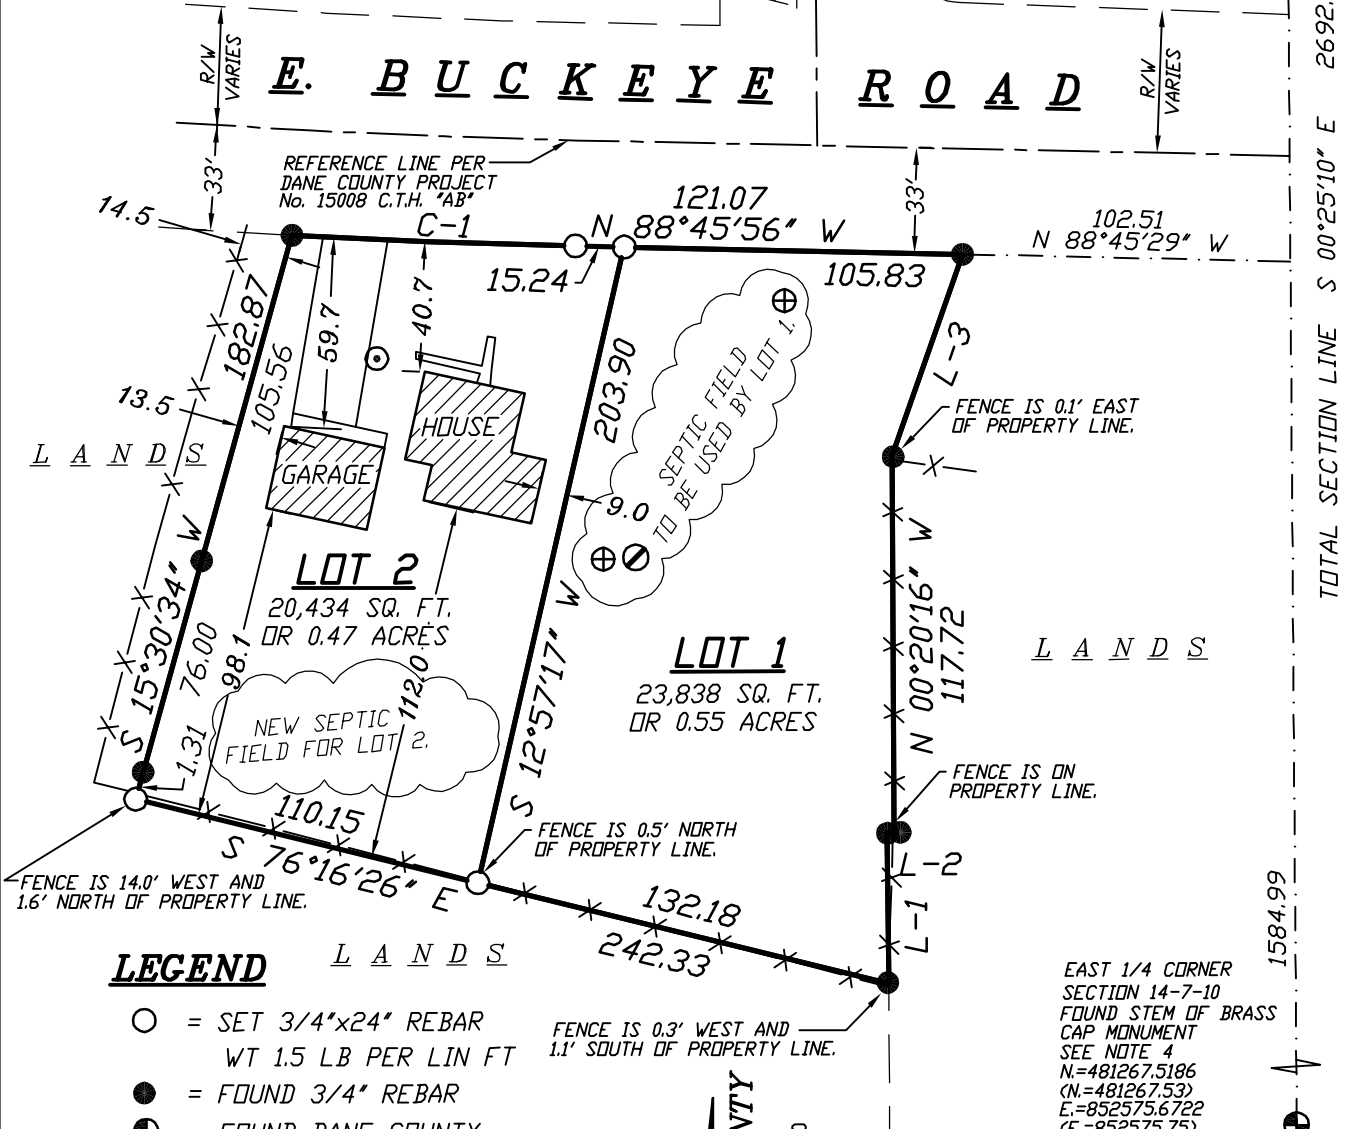 R/W
VARIES
E. BUCKEYE ROAD
R/W
VARIES
2692.
33'
REFERENCE LINE PER
DANE COUNTY PROJECT
No. 15008 C.T.H. "AB"
33'
14.5
C-1
121.07
N 88°45'56" W
102.51
N 88°45'29" W
15.24
105.83
182.87
105.56
59.7
40.7
13.5
203.90
SEPTIC FIELD
TO BE USED BY LOT 1.
L-3
FENCE IS 0.1' EAST
OF PROPERTY LINE.
TOTAL SECTION LINE S 00°25'10" E
LANDS
HOUSE
GARAGE
9.0
LOT 2
20,434 SQ. FT.
OR 0.47 ACRES
S 15°30'34" W
76.00
98.1
112.0
1.31
NEW SEPTIC
FIELD FOR LOT 2.
S 12°57'17" W
LOT 1
23,838 SQ. FT.
OR 0.55 ACRES
N 00°20'16" W
117.72
LANDS
FENCE IS ON
PROPERTY LINE.
110.15
S 76°16'26" E
FENCE IS 0.5' NORTH
OF PROPERTY LINE.
L-2
L-1
FENCE IS 14.0' WEST AND
1.6' NORTH OF PROPERTY LINE.
132.18
242.33
1584.99
LANDS
LEGEND
= SET 3/4"x24" REBAR
WT 1.5 LB PER LIN FT
= FOUND 3/4" REBAR
= FOUND DANE COUNTY
FENCE IS 0.3' WEST AND
1.1' SOUTH OF PROPERTY LINE.
EAST 1/4 CORNER
SECTION 14-7-10
FOUND STEM OF BRASS
CAP MONUMENT
SEE NOTE 4
N.=481267.5186
(N.=481267.53)
E.=852575.6722
(E.=852575.75)
NTY